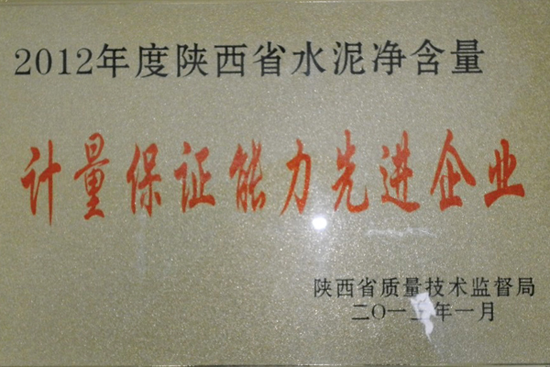 2012年度陕西省水泥净含量
计量保证能力先进企业
陕西省质量技术监督局
二〇一 年一月